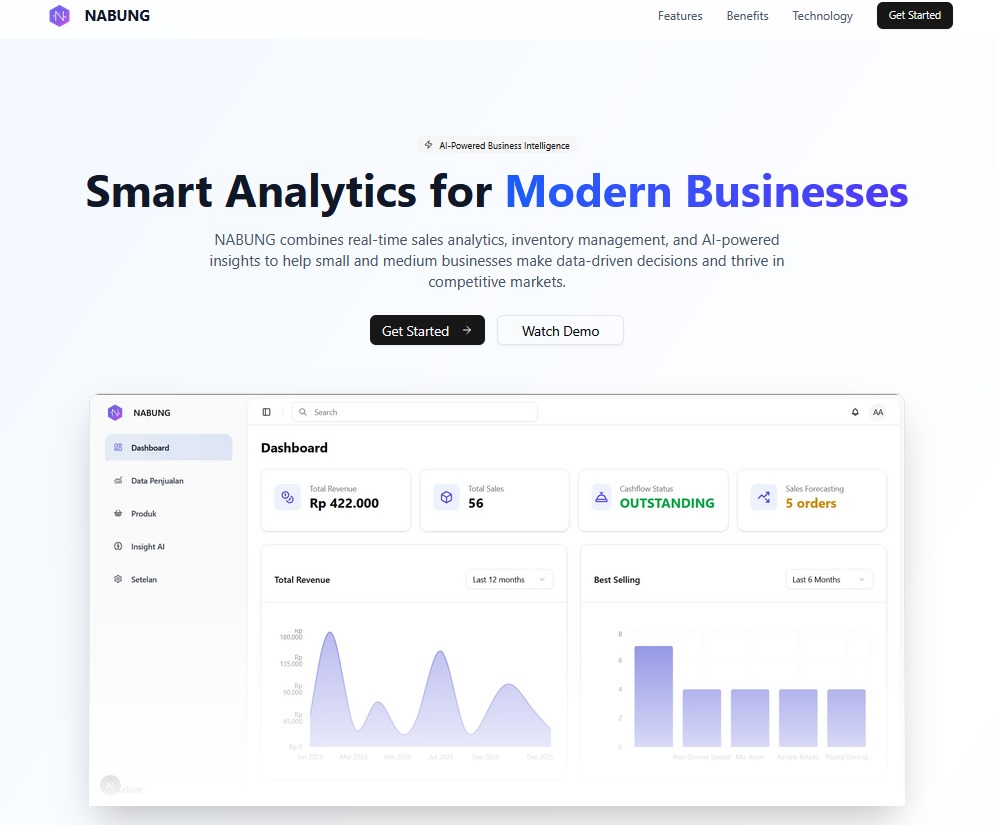 NABUNG
Features
Benefits
Technology
Get Started
AI-Powered Business Intelligence
Smart Analytics for Modern Businesses
NABUNG combines real-time sales analytics, inventory management, and AI-powered
insights to help small and medium businesses make data-driven decisions and thrive in
competitive markets.
Get Started
Watch Demo
NABUNG
Search
AA
Dashboard
Data Penjualan
Produk
Insight AI
Setelan
Dashboard
Total Revenue
Rp 422.000
Total Sales
56
Cashflow Status
OUTSTANDING
Sales Forecasting
5 orders
Total Revenue
Last 12 months
Rp
180.000
Rp
135.000
Rp
90.000
Rp
45.000
Rp 0
Jan 2025
Mar 2025
Mei 2025
Jul 2025
Sep 2025
Des 2025
Best Selling
Last 6 Months
8
6
4
2
0
Nasi Goreng Spesial
Mie Ayam
Keripik Balado
Pisang Goreng
N